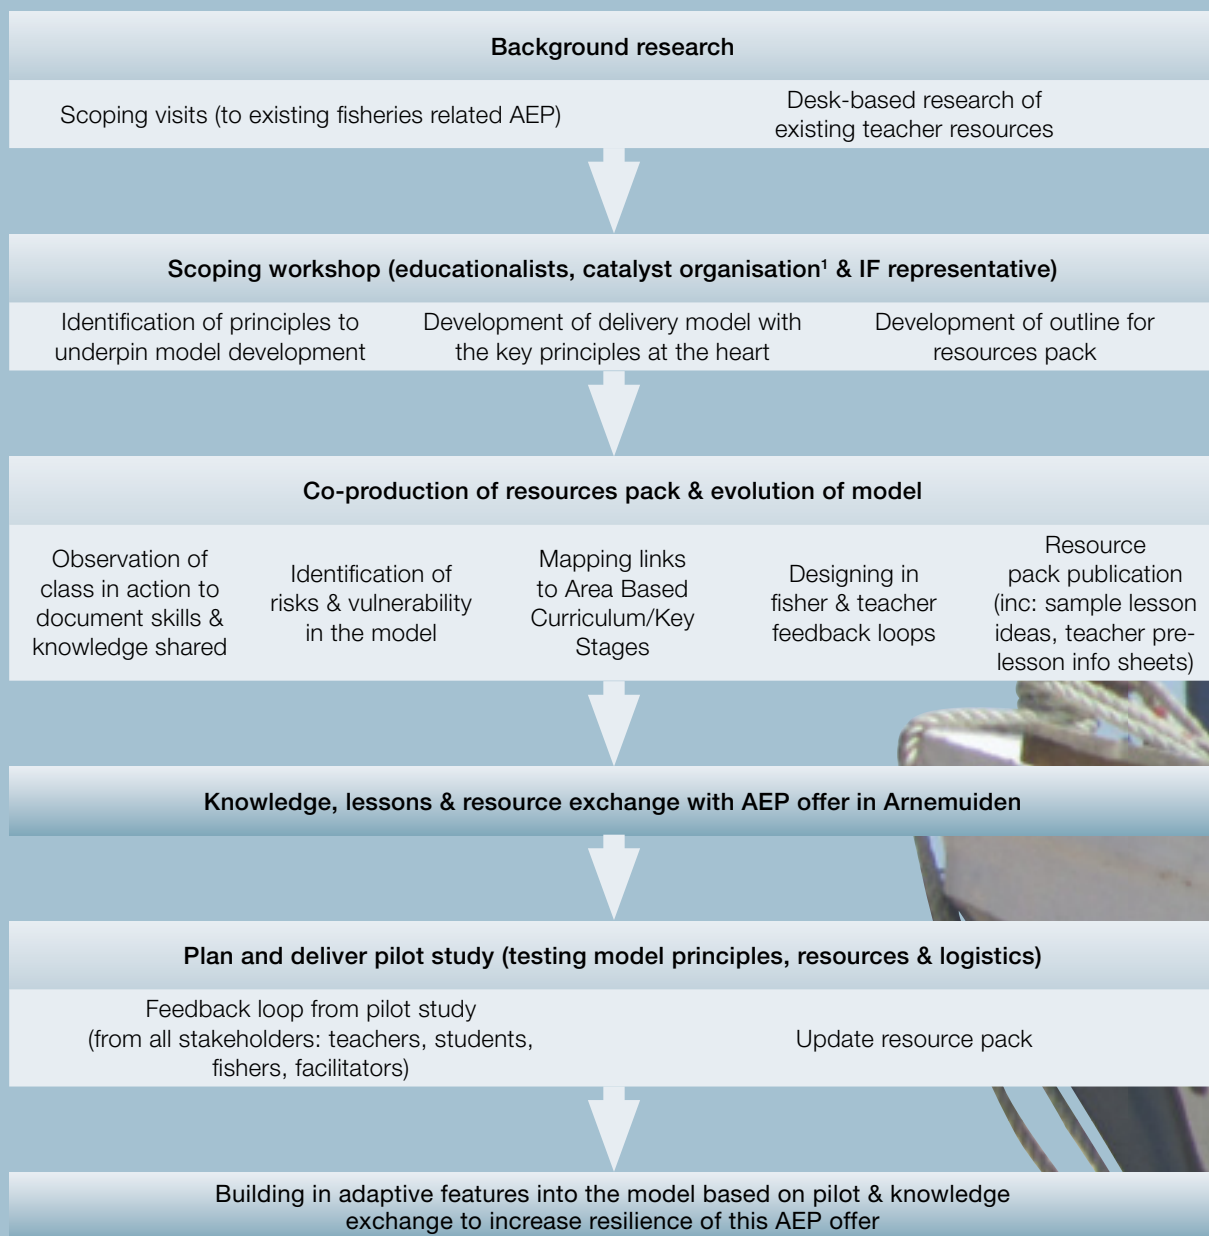 Background research
Scoping visits (to existing fisheries related AEP)
Desk-based research of
existing teacher resources
Scoping workshop (educationalists, catalyst organisation¹ & IF representative)
Identification of principles to
underpin model development
Development of delivery model with
the key principles at the heart
Development of outline for
resources pack
Co-production of resources pack & evolution of model
Observation of
class in action to
document skills &
knowledge shared
Identification of
risks & vulnerability
in the model
Mapping links
to Area Based
Curriculum/Key
Stages
Designing in
fisher & teacher
feedback loops
Resource
pack publication
(inc: sample lesson
ideas, teacher pre-
lesson info sheets)
Knowledge, lessons & resource exchange with AEP offer in Arnemuiden
Plan and deliver pilot study (testing model principles, resources & logistics)
Feedback loop from pilot study
(from all stakeholders: teachers, students,
fishers, facilitators)
Update resource pack
Building in adaptive features into the model based on pilot & knowledge
exchange to increase resilience of this AEP offer